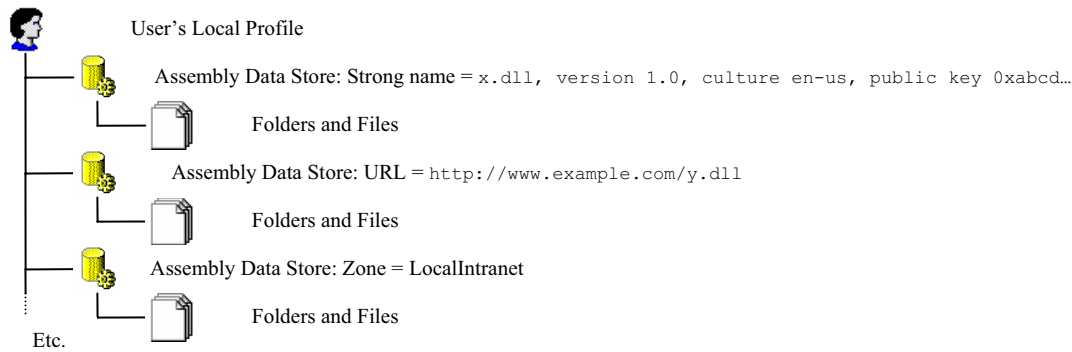 User’s Local Profile
Assembly Data Store: Strong name = x.dll, version 1.0, culture en-us, public key 0xabcd…
Folders and Files
Assembly Data Store: URL = http://www.example.com/y.dll
Folders and Files
Assembly Data Store: Zone = LocalIntranet
Folders and Files
Etc.